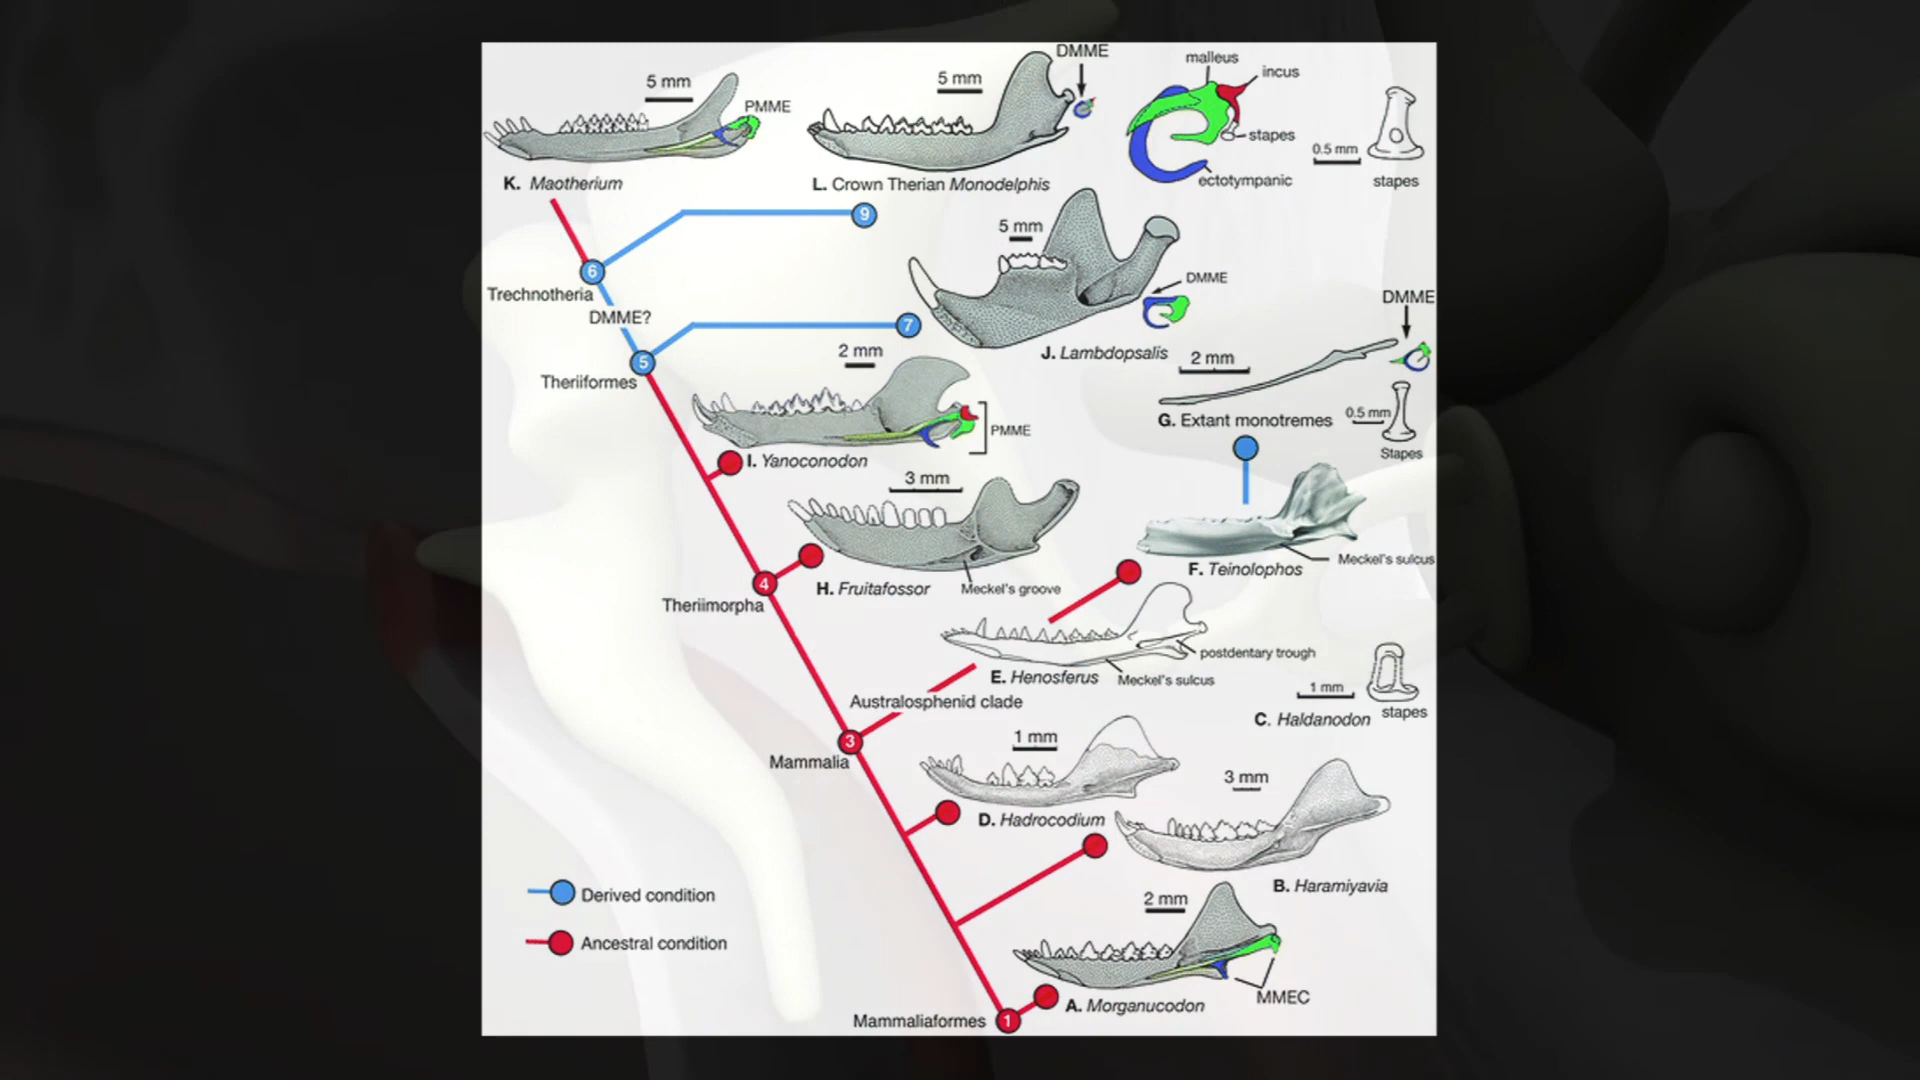 DMME
5 mm
5 mm
malleus
incus
PMME
stapes
0.5 mm
ectotympanic
stapes
K. Maotherium
L. Crown Therian Monodelphis
9
5 mm
6
Trechnotheria
DMME
DMME
DMME?
7
2 mm
J. Lambdopsalis
2 mm
5
Theriiformes
G. Extant monotremes
0.5 mm
PMME
Stapes
I. Yanoconodon
3 mm
Meckel's sulcus
F. Teinolophos
4
H. Fruitafossor
Meckel's groove
Theriimorpha
postdentary trough
E. Henosferus
Meckel's sulcus
1 mm
stapes
Australosphenid clade
C. Haldanodon
3
1 mm
Mammalia
3 mm
D. Hadrocodium
B. Haramiyavia
Derived condition
2 mm
Ancestral condition
MMEC
A. Morganucodon
Mammaliaformes
1